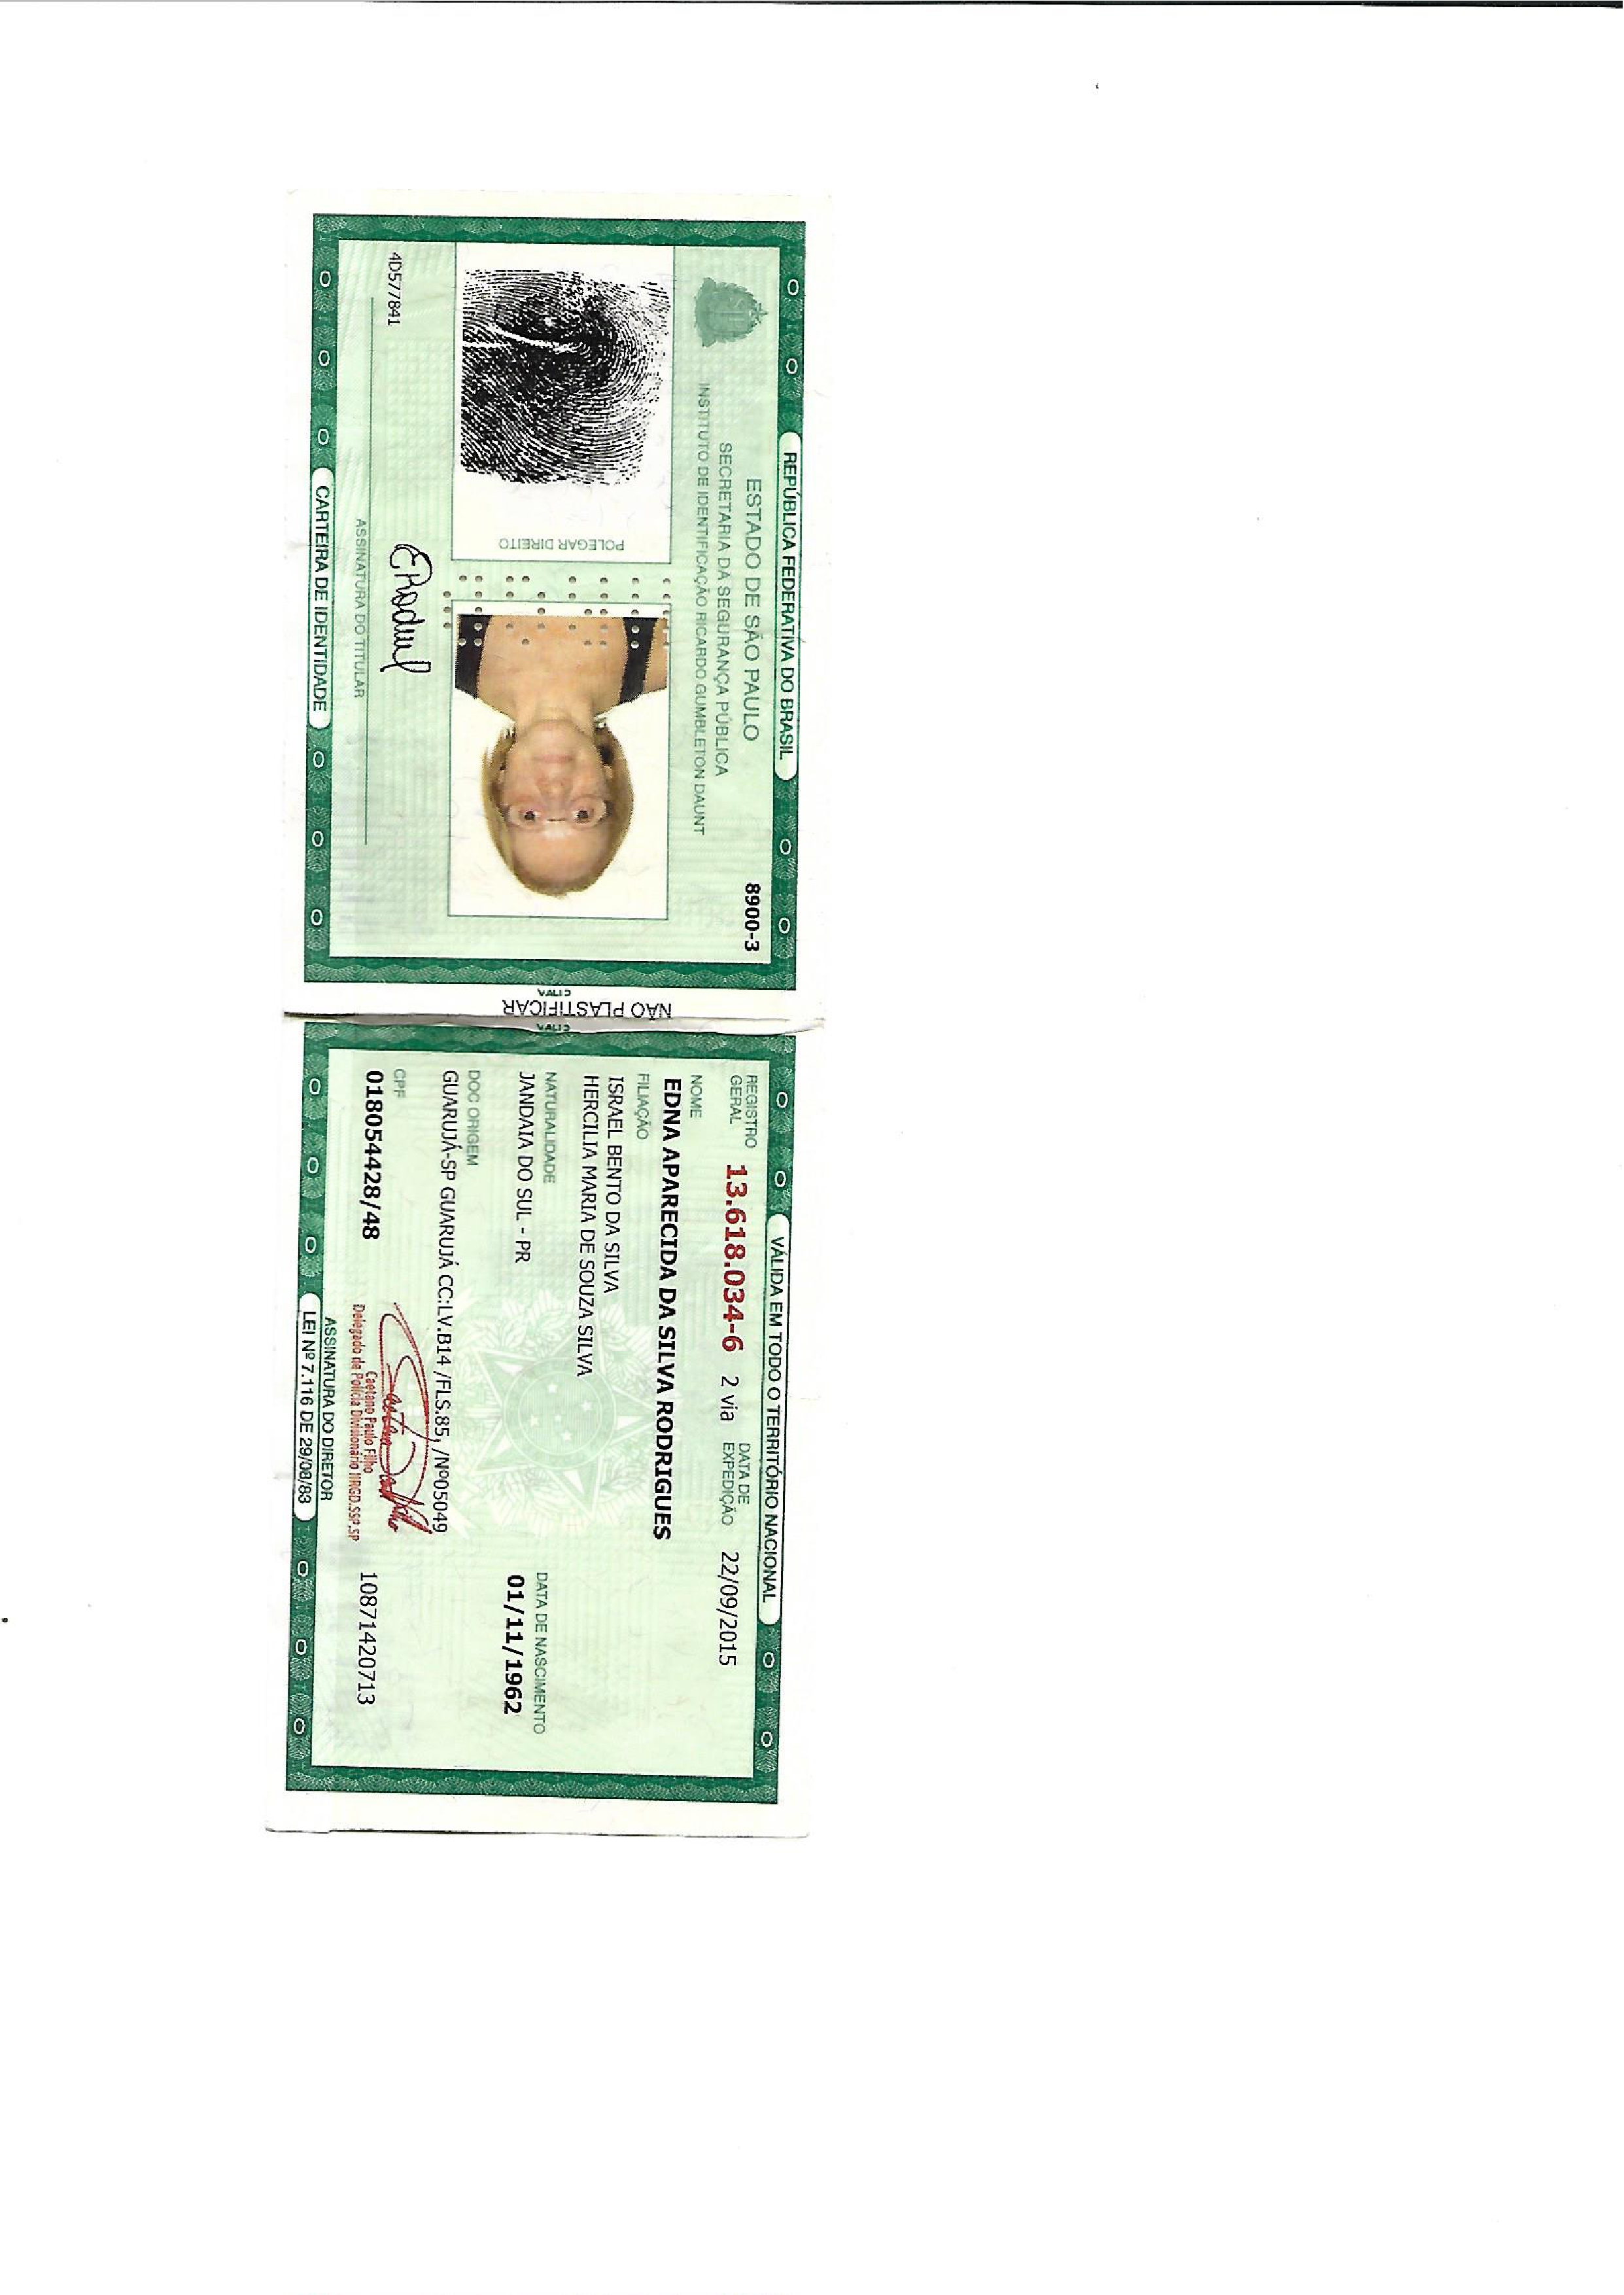 REPÚBLICA FEDERATIVA DO BRASIL
8900-3
ESTADO DE SÃO PAULO
SECRETARIA DA SEGURANÇA PÚBLICA
INSTITUTO DE IDENTIFICAÇÃO RICARDO GUMBLETON DAUNT
POLEGAR DIREITO
4D577841
ERodrul
ASSINATURA DO TITULAR
CARTEIRA DE IDENTIDADE
NÃO PLASTIFICAR
VÁLIDA EM TODO O TERRITÓRIO NACIONAL
REGISTRO GERAL 13.618.034-6 2 via DATA DE EXPEDIÇÃO 22/09/2015
NOME
EDNA APARECIDA DA SILVA RODRIGUES
FILIAÇÃO
ISRAEL BENTO DA SILVA
HERCILIA MARIA DE SOUZA SILVA
NATURALIDADE DATA DE NASCIMENTO
JANDAIA DO SUL - PR 01/11/1962
DOC ORIGEM
GUARUJÁ-SP GUARUJÁ CC:LV.B14 /FLS.85, /Nº05049
CPF
018054428/48 10871420713
Caetano Paulo Filho
Delegado de Polícia Divisionário IIRGD.SSP.SP
ASSINATURA DO DIRETOR
LEI Nº 7.116 DE 29/08/83